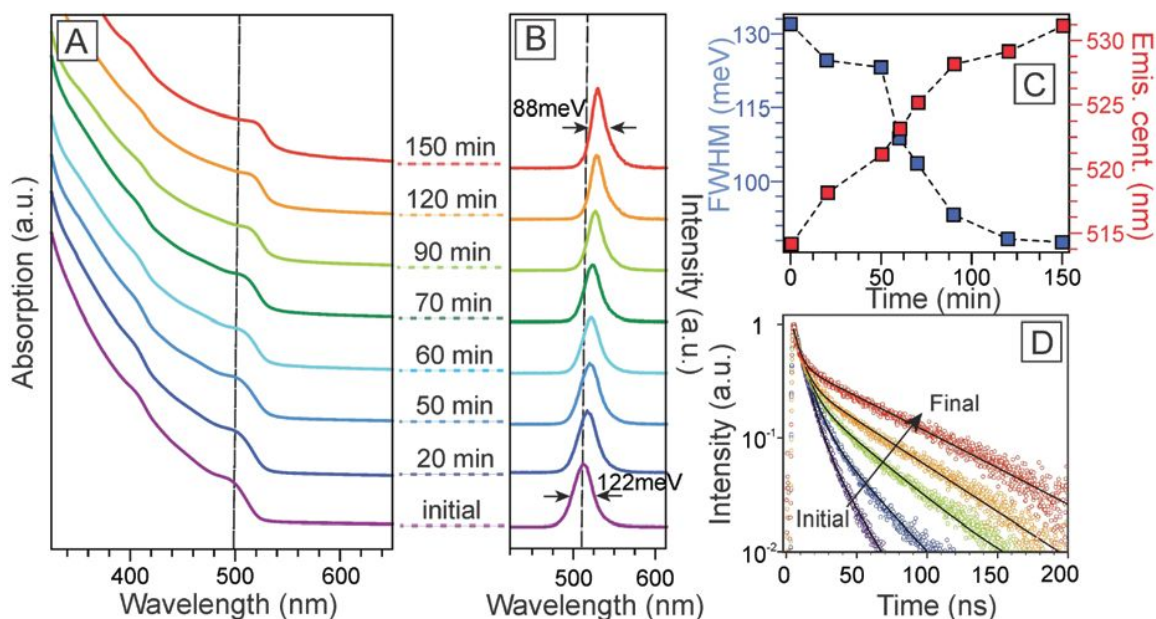 A
Absorption (a.u.)
400
500
600
Wavelength (nm)
150 min
120 min
90 min
70 min
60 min
50 min
20 min
initial
B
88meV
122meV
Intensity (a.u.)
500
600
Wavelength (nm)
C
FWHM (meV)
130
115
100
Emis. cent. (nm)
530
525
520
515
0
50
100
150
Time (min)
D
Intensity (a.u.)
1
10⁻¹
10⁻²
Final
Initial
0
50
100
150
200
Time (ns)